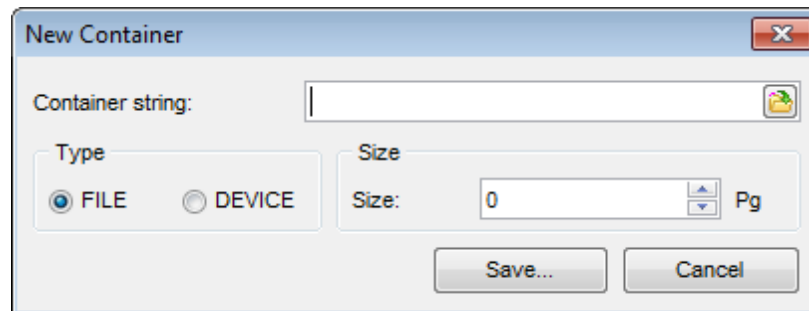 New Container
Container string:
Type
Size
FILE
DEVICE
Size:
0
Pg
Save...
Cancel